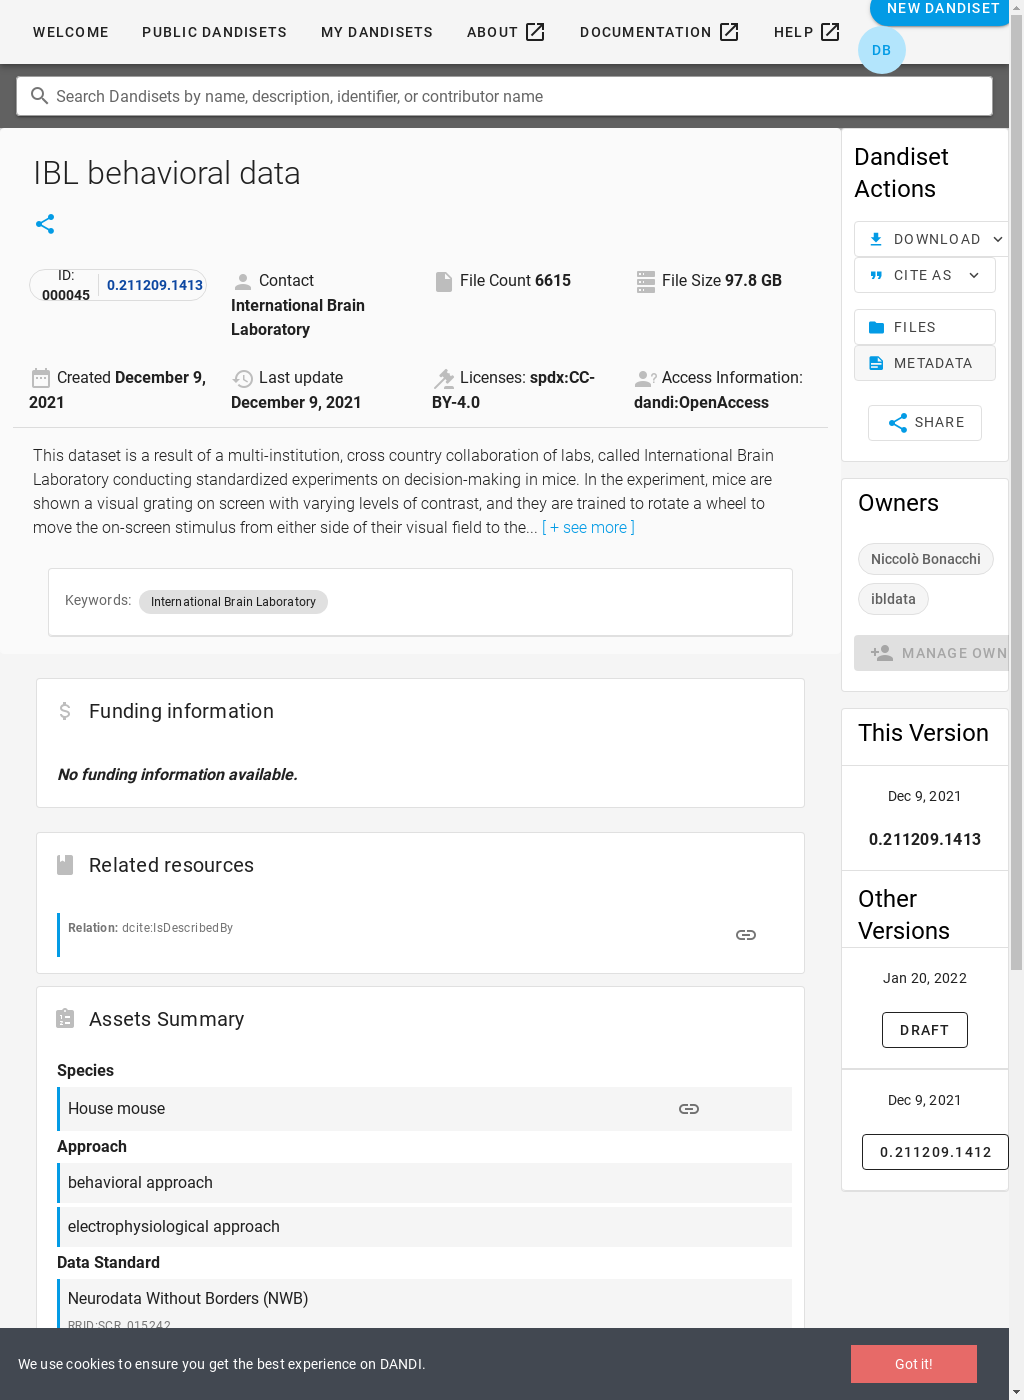 NEW DANDISET
WELCOME PUBLIC DANDISETS MY DANDISETS ABOUT DOCUMENTATION HELP
DB
Search Dandisets by name, description, identifier, or contributor name
IBL behavioral data
ID: 000045 0.211209.1413
Contact International Brain Laboratory
File Count 6615
File Size 97.8 GB
Created December 9, 2021
Last update December 9, 2021
Licenses: spdx:CC-BY-4.0
Access Information: dandi:OpenAccess
This dataset is a result of a multi-institution, cross country collaboration of labs, called International Brain
Laboratory conducting standardized experiments on decision-making in mice. In the experiment, mice are
shown a visual grating on screen with varying levels of contrast, and they are trained to rotate a wheel to
move the on-screen stimulus from either side of their visual field to the... [ + see more ]
Keywords: International Brain Laboratory
Funding information
No funding information available.
Related resources
Relation: dcite:IsDescribedBy
Assets Summary
Species
House mouse
Approach
behavioral approach
electrophysiological approach
Data Standard
Neurodata Without Borders (NWB)
RRID:SCR_015242
Dandiset
Actions
DOWNLOAD
CITE AS
FILES
METADATA
SHARE
Owners
Niccolò Bonacchi
ibldata
MANAGE OWN
This Version
Dec 9, 2021
0.211209.1413
Other
Versions
Jan 20, 2022
DRAFT
Dec 9, 2021
0.211209.1412
We use cookies to ensure you get the best experience on DANDI.
Got it!